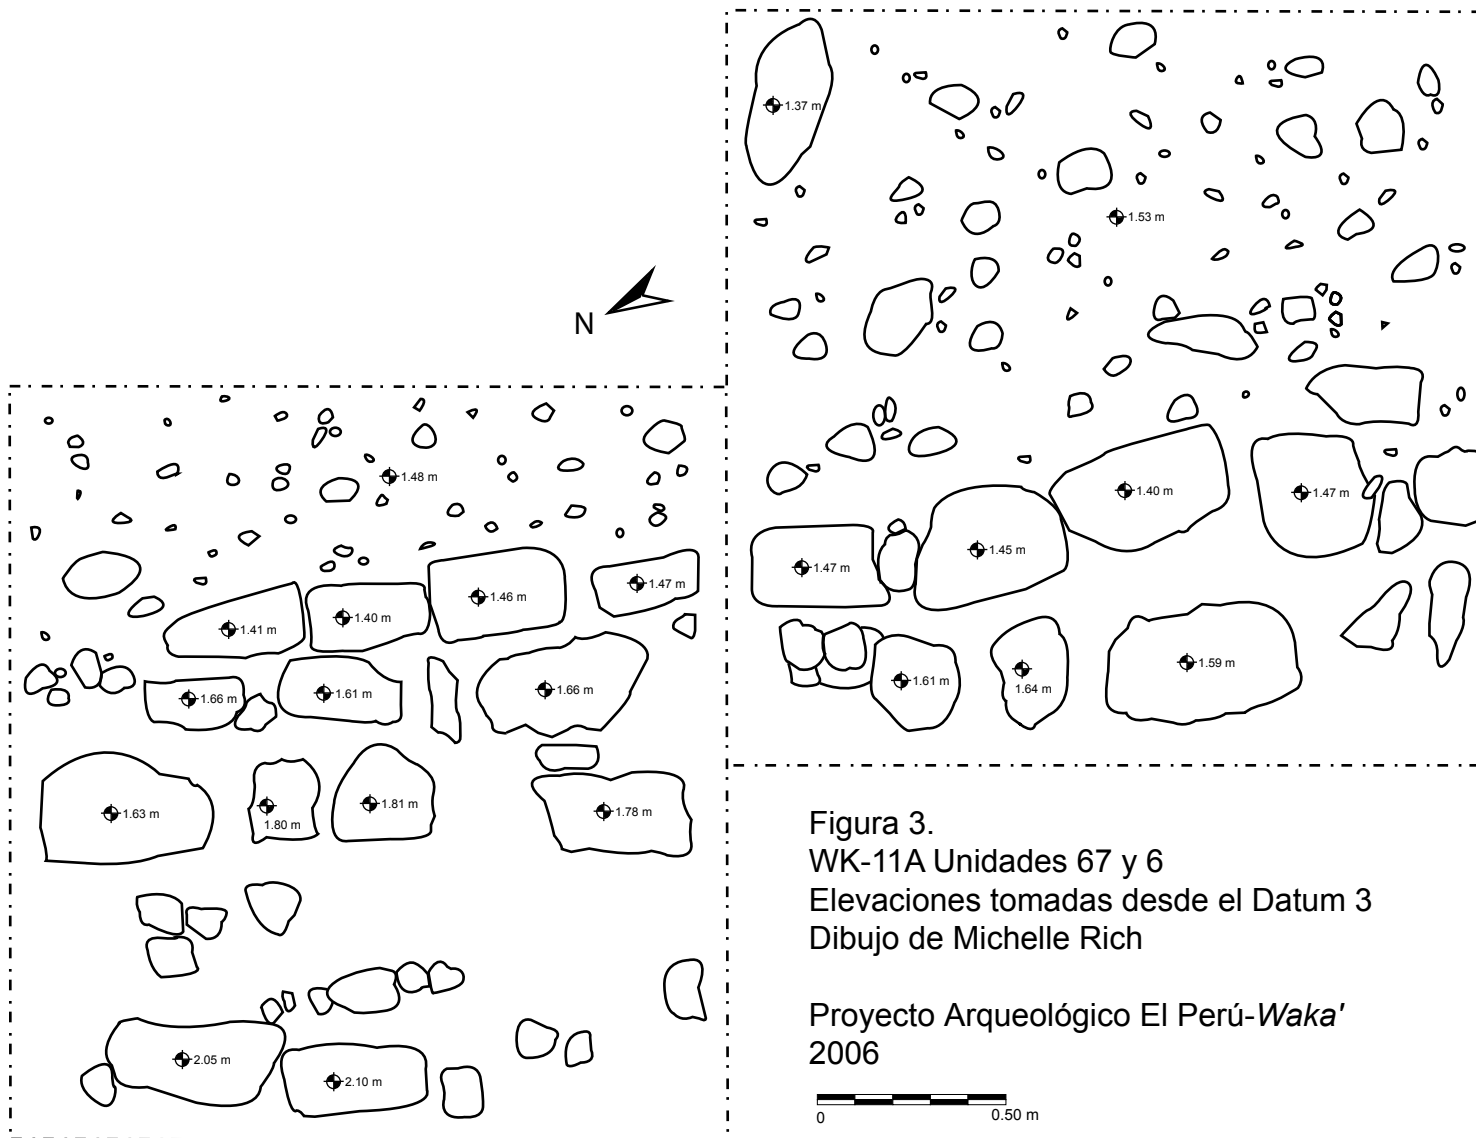 1.37 m
1.53 m
N
1.48 m
1.40 m
1.47 m
1.45 m
1.47 m
1.46 m
1.47 m
1.40 m
1.41 m
1.66 m
1.61 m
1.66 m
1.61 m
1.64 m
1.59 m
1.63 m
1.80 m
1.81 m
1.78 m
2.05 m
2.10 m
Figura 3.
WK-11A Unidades 67 y 6
Elevaciones tomadas desde el Datum 3
Dibujo de Michelle Rich
Proyecto Arqueológico El Perú-Waka'
2006
0 0.50 m